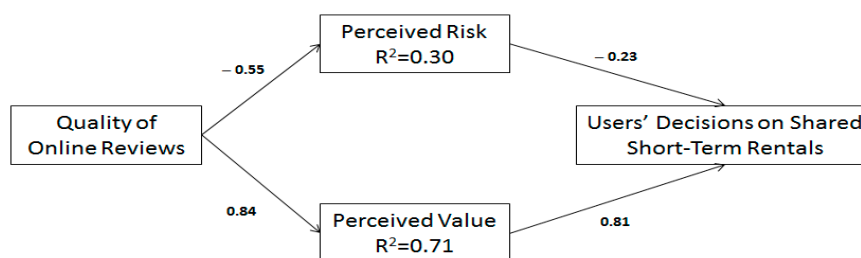 Perceived Risk
R²=0.30
– 0.55
– 0.23
Quality of
Online Reviews
Users’ Decisions on Shared
Short-Term Rentals
0.84
0.81
Perceived Value
R²=0.71